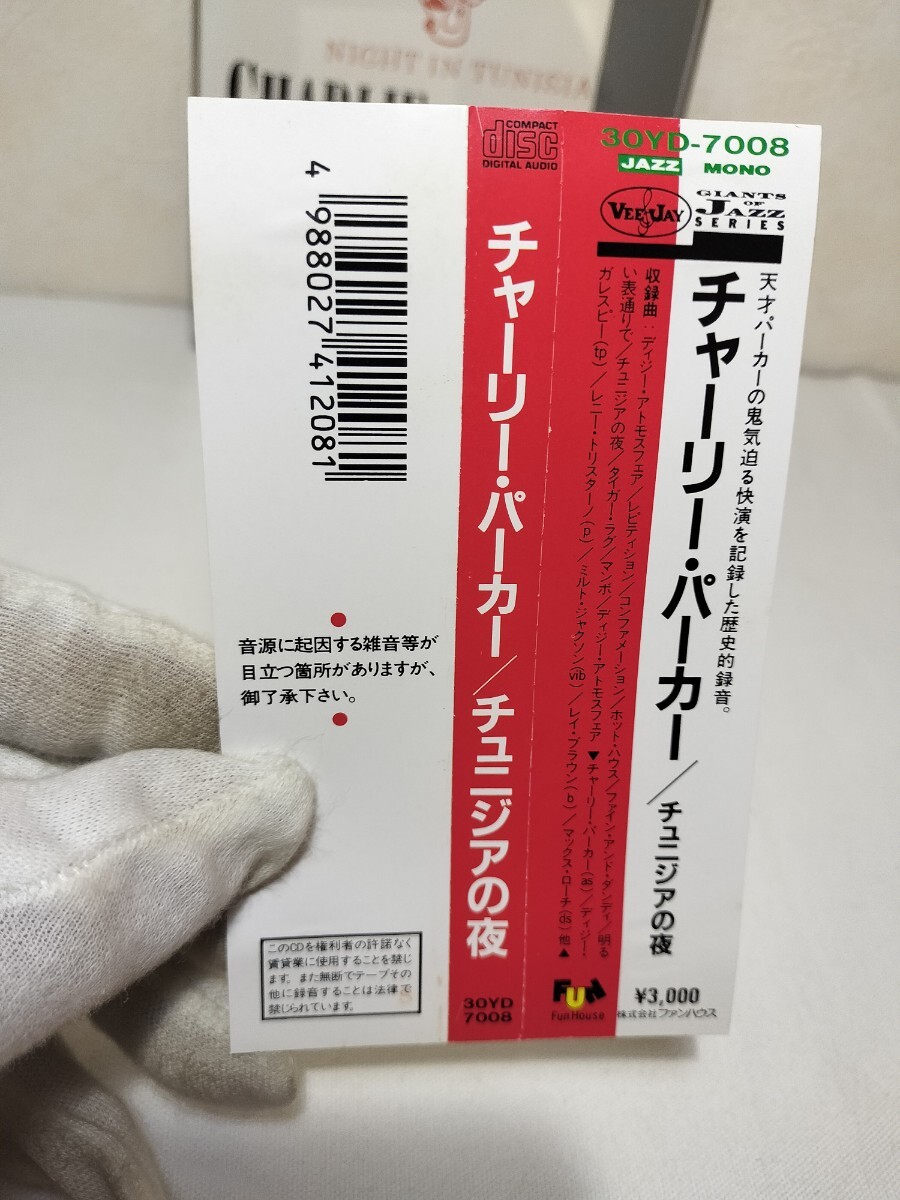 NIGHT IN TUNISIA
CHARLIE
4 988027 412081
音源に起因する雑音等が
目立つ箇所がありますが、
御了承下さい。
このCDを権利者の許諾なく
賃貸業に使用することを禁じ
ます。また無断でテープその
他に録音することは法律で
禁じられています。
COMPACT
disc
DIGITAL AUDIO
チャーリー・パーカー/チュニジアの夜
30YD
7008
30YD-7008
JAZZ MONO
VEEJAY
GIANTS
OF
JAZZ
SERIES
天才パーカーの鬼気迫る快演を記録した歴史的録音。
チャーリー・パーカー/チュニジアの夜
収録曲:ディジー・アトモスフェア/レピティション/コンファメーション/ホット・ハウス/ファイン・アンド・ダンディ/明る
い表通りで/チュニジアの夜/タイガー・ラグ/マンボ/ディジー・アトモスフェア ▼チャーリー・パーカー(as)/ディジー・
ガレスピー(tp)/レニー・トリスターノ(p)/ミルト・ジャクソン(vib)/レイ・ブラウン(b)/マックス・ローチ(ds)他▲
Fun
Fun House
¥3,000
株式会社ファンハウス